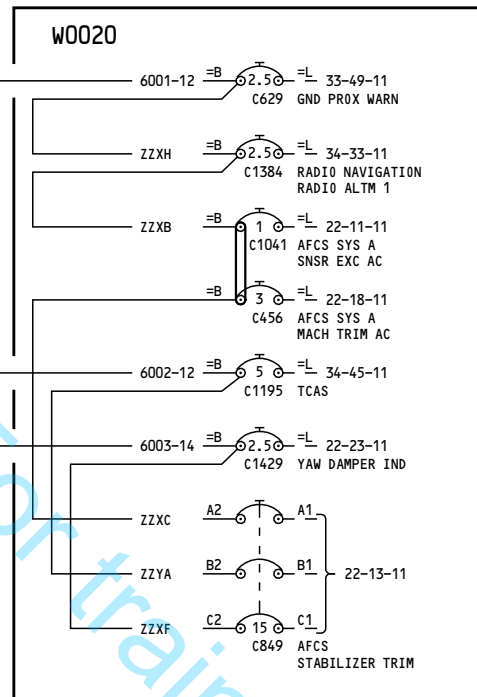 W0020
6001-12 =B 2.5 =L 33-49-11
C629 GND PROX WARN
ZZXH =B 2.5 =L 34-33-11
C1384 RADIO NAVIGATION
RADIO ALTM 1
ZZXB =B 1 =L 22-11-11
C1041 AFCS SYS A
SNSR EXC AC
=B 3 =L 22-18-11
C456 AFCS SYS A
MACH TRIM AC
6002-12 =B 5 =L 34-45-11
C1195 TCAS
6003-14 =B 2.5 =L 22-23-11
C1429 YAW DAMPER IND
ZZXC A2 A1
ZZYA B2 B1 22-13-11
ZZXF C2 15 C1
C849 AFCS
STABILIZER TRIM
or train